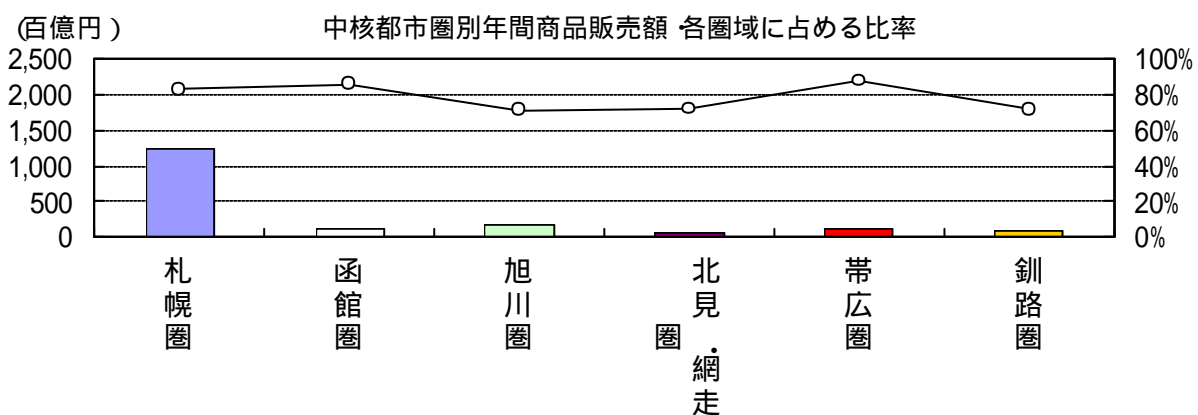 (百億円)
中核都市圏別年間商品販売額・各圏域に占める比率
2,500
2,000
1,500
1,000
500
0
100%
80%
60%
40%
20%
0%
札幌圏
函館圏
旭川圏
北見・網走圏
帯広圏
釧路圏